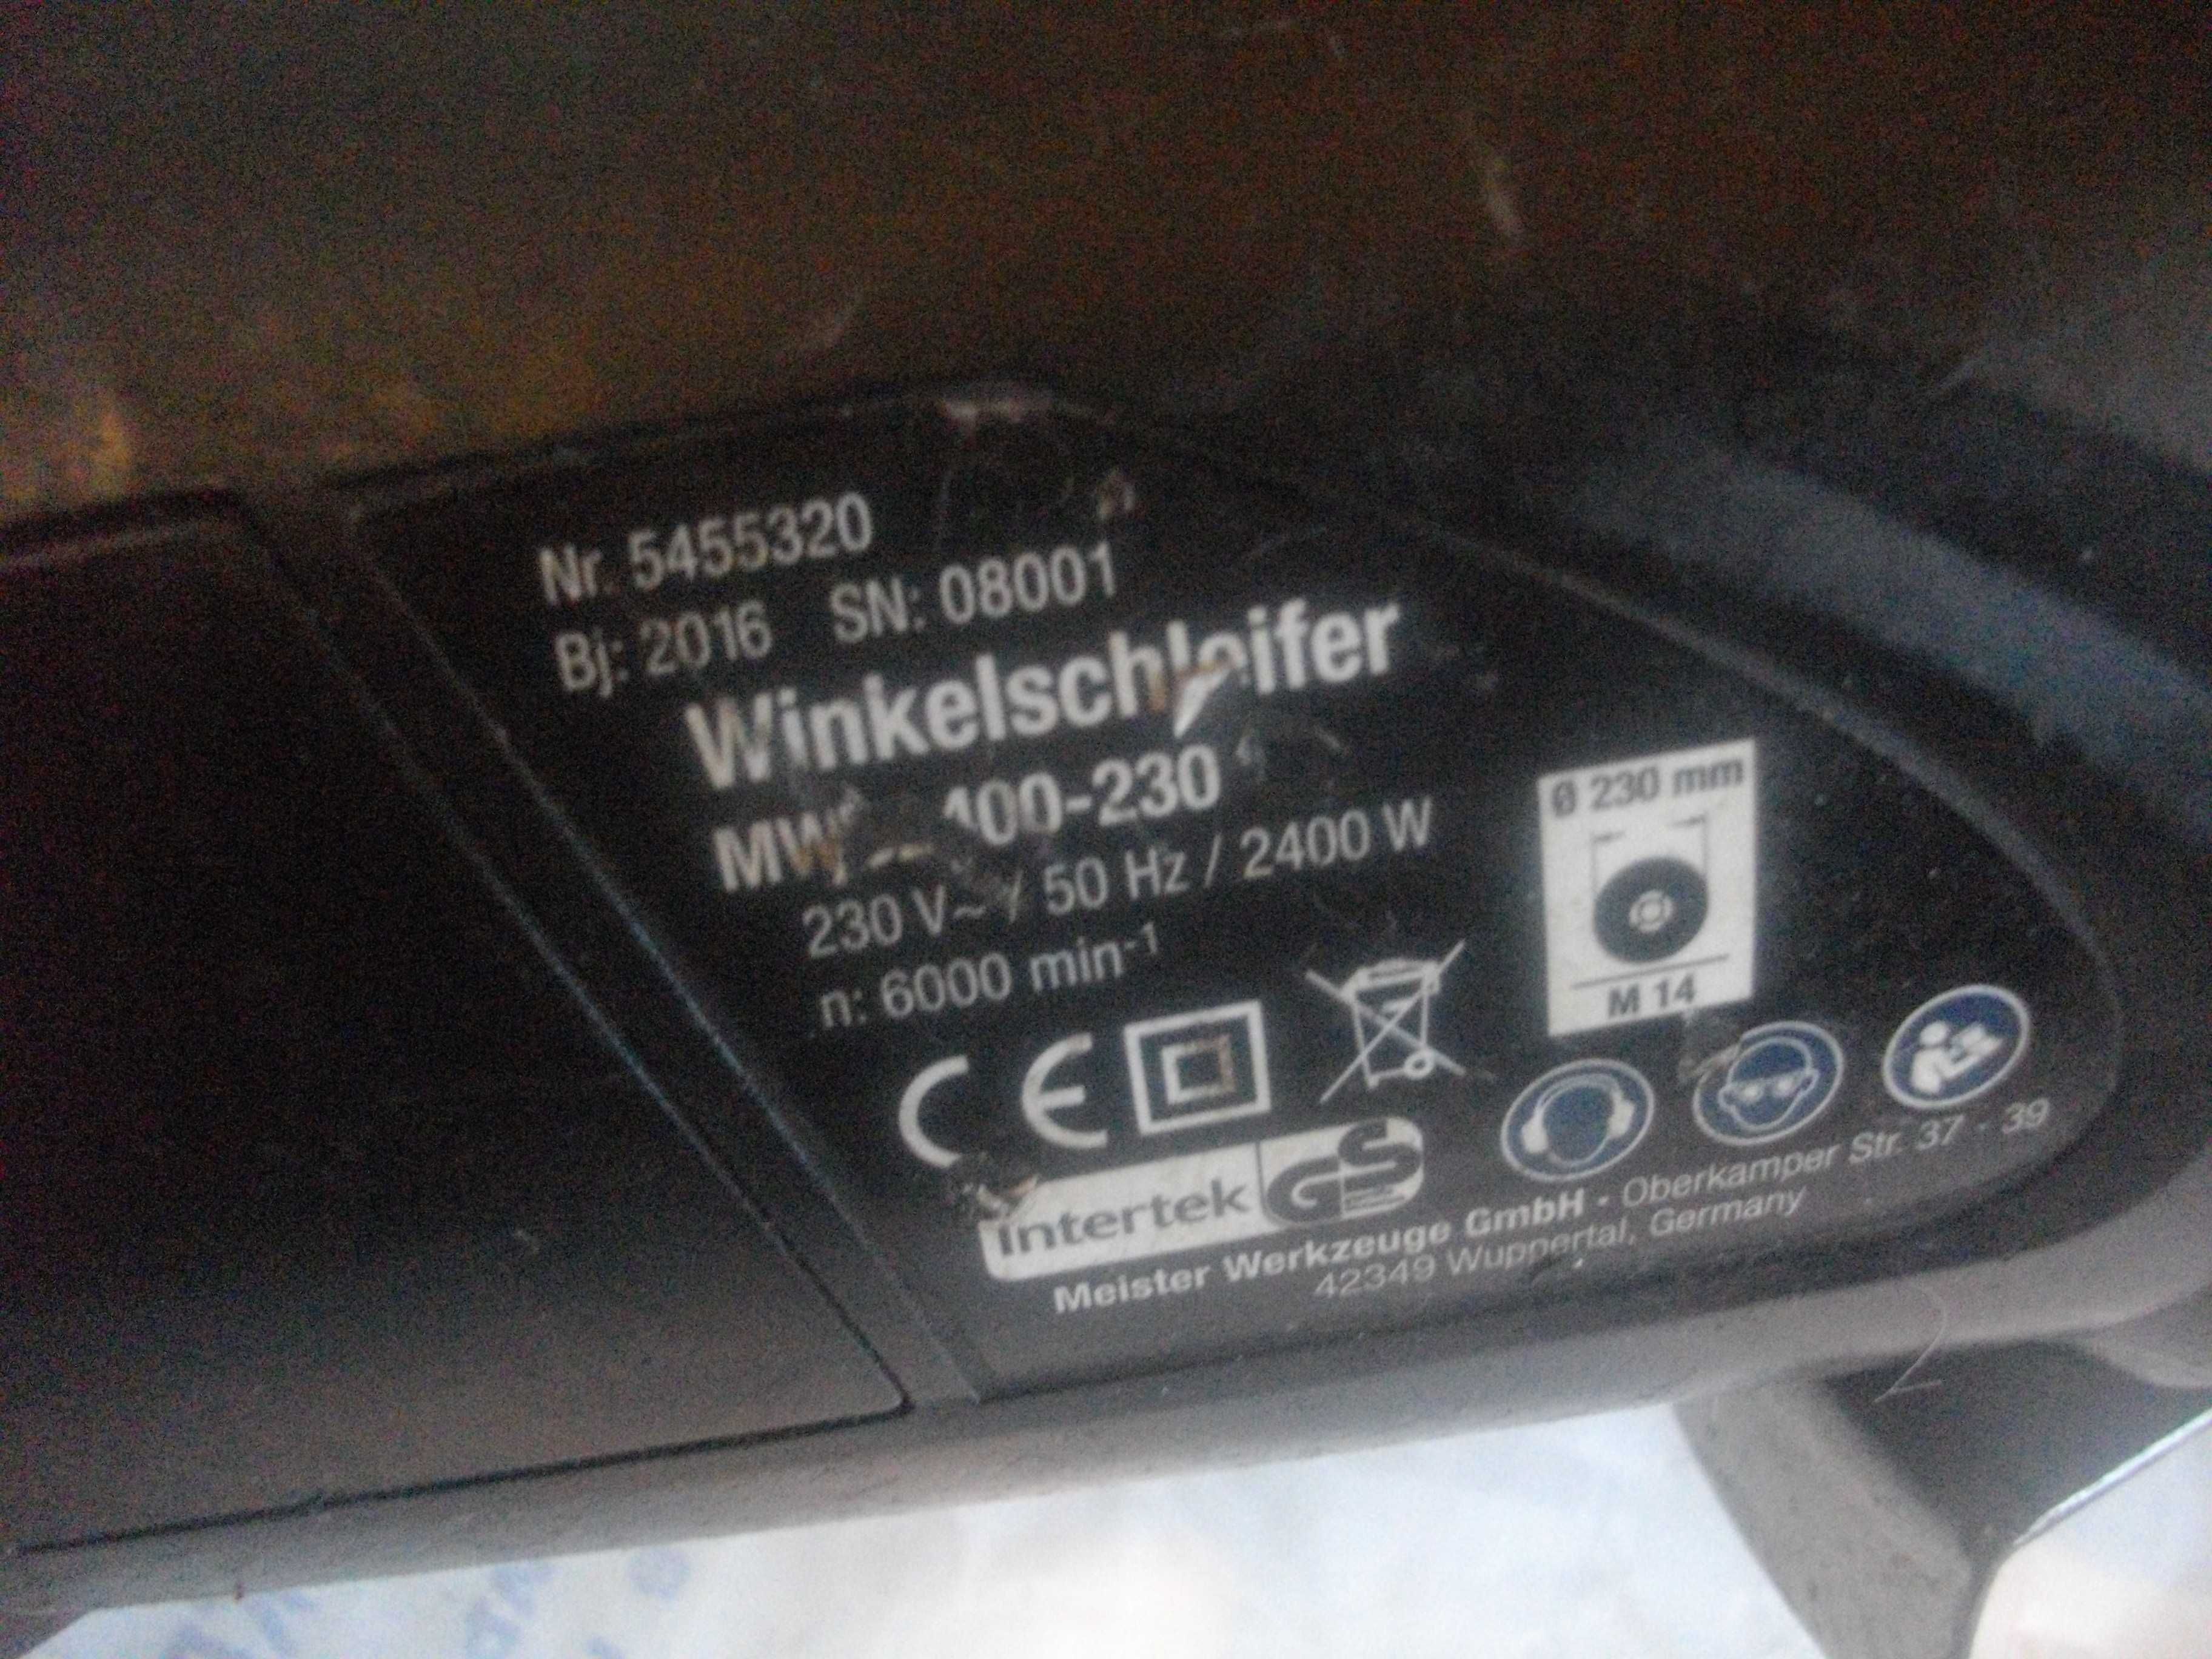 Nr. 5455320
Bj: 2016 SN: 08001
Winkelschleifer
230 V~ / 50 Hz / 2400 W
n: 6000 min-1
Ø 230 mm
M 14
CE
intertek GS
Meister Werkzeuge GmbH - Oberkamper Str. 37 - 39
42349 Wuppertal, Germany